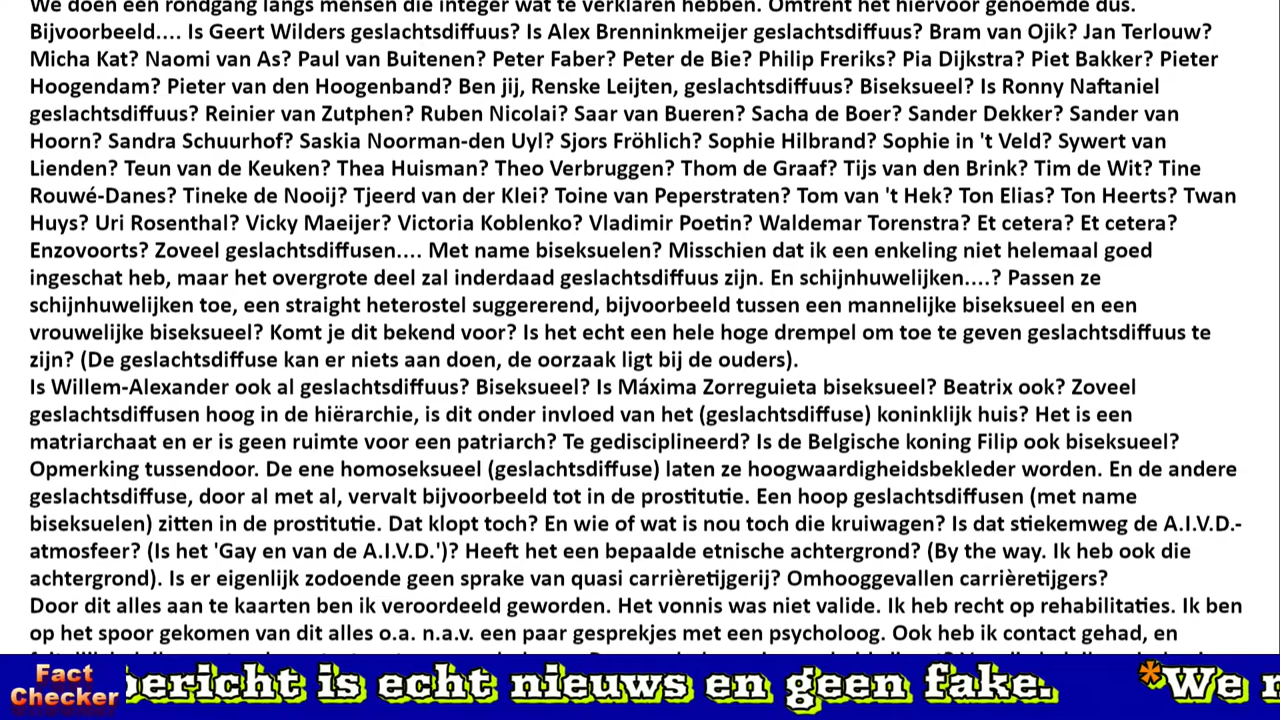 We doen een rondgang langs mensen die integer wat te verklaren hebben. Omtrent het hiervoor genoemde dus.
Bijvoorbeeld.... Is Geert Wilders geslachtsdiffuus? Is Alex Brenninkmeijer geslachtsdiffuus? Bram van Ojik? Jan Terlouw?
Micha Kat? Naomi van As? Paul van Buitenen? Peter Faber? Peter de Bie? Philip Freriks? Pia Dijkstra? Piet Bakker? Pieter
Hoogendam? Pieter van den Hoogenband? Ben jij, Renske Leijten, geslachtsdiffuus? Biseksueel? Is Ronny Naftaniel
geslachtsdiffuus? Reinier van Zutphen? Ruben Nicolai? Saar van Bueren? Sacha de Boer? Sander Dekker? Sander van
Hoorn? Sandra Schuurhof? Saskia Noorman-den Uyl? Sjors Fröhlich? Sophie Hilbrand? Sophie in 't Veld? Sywert van
Lienden? Teun van de Keuken? Thea Huisman? Theo Verbruggen? Thom de Graaf? Tijs van den Brink? Tim de Wit? Tine
Rouwé-Danes? Tineke de Nooij? Tjeerd van der Klei? Toine van Peperstraten? Tom van 't Hek? Ton Elias? Ton Heerts? Twan
Huys? Uri Rosenthal? Vicky Maeijer? Victoria Koblenko? Vladimir Poetin? Waldemar Torenstra? Et cetera? Et cetera?
Enzovoorts? Zoveel geslachtsdiffusen.... Met name biseksuelen? Misschien dat ik een enkeling niet helemaal goed
ingeschat heb, maar het overgrote deel zal inderdaad geslachtsdiffuus zijn. En schijnhuwelijken....? Passen ze
schijnhuwelijken toe, een straight heterostel suggererend, bijvoorbeeld tussen een mannelijke biseksueel en een
vrouwelijke biseksueel? Komt je dit bekend voor? Is het echt een hele hoge drempel om toe te geven geslachtsdiffuus te
zijn? (De geslachtsdiffuse kan er niets aan doen, de oorzaak ligt bij de ouders).
Is Willem-Alexander ook al geslachtsdiffuus? Biseksueel? Is Máxima Zorreguieta biseksueel? Beatrix ook? Zoveel
geslachtsdiffusen hoog in de hiërarchie, is dit onder invloed van het (geslachtsdiffuse) koninklijk huis? Het is een
matriarchaat en er is geen ruimte voor een patriarch? Te gedisciplineerd? Is de Belgische koning Filip ook biseksueel?
Opmerking tussendoor. De ene homoseksueel (geslachtsdiffuse) laten ze hoogwaardigheidsbekleder worden. En de andere
geslachtsdiffuse, door al met al, vervalt bijvoorbeeld tot in de prostitutie. Een hoop geslachtsdiffusen (met name
biseksuelen) zitten in de prostitutie. Dat klopt toch? En wie of wat is nou toch die kruiwagen? Is dat stiekemweg de A.I.V.D.-
atmosfeer? (Is het 'Gay en van de A.I.V.D.')? Heeft het een bepaalde etnische achtergrond? (By the way. Ik heb ook die
achtergrond). Is er eigenlijk zodoende geen sprake van quasi carrièretijgerij? Omhooggevallen carrièretijgers?
Door dit alles aan te kaarten ben ik veroordeeld geworden. Het vonnis was niet valide. Ik heb recht op rehabilitaties. Ik ben
op het spoor gekomen van dit alles o.a. n.a.v. een paar gesprekjes met een psycholoog. Ook heb ik contact gehad, en
Fact
Checker
bericht is echt nieuws en geen fake. *We